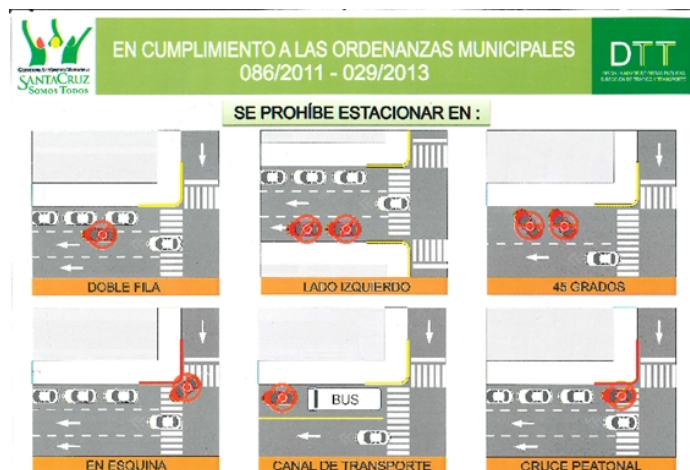 EN CUMPLIMIENTO A LAS ORDENANZAS MUNICIPALES
086/2011 - 029/2013
SANTACRUZ
SOMOS TODOS
DTT
SE PROHÍBE ESTACIONAR EN :
DOBLE FILA
LADO IZQUIERDO
45 GRADOS
BUS
EN ESQUINA
CANAL DE TRANSPORTE
CRUCE PEATONAL